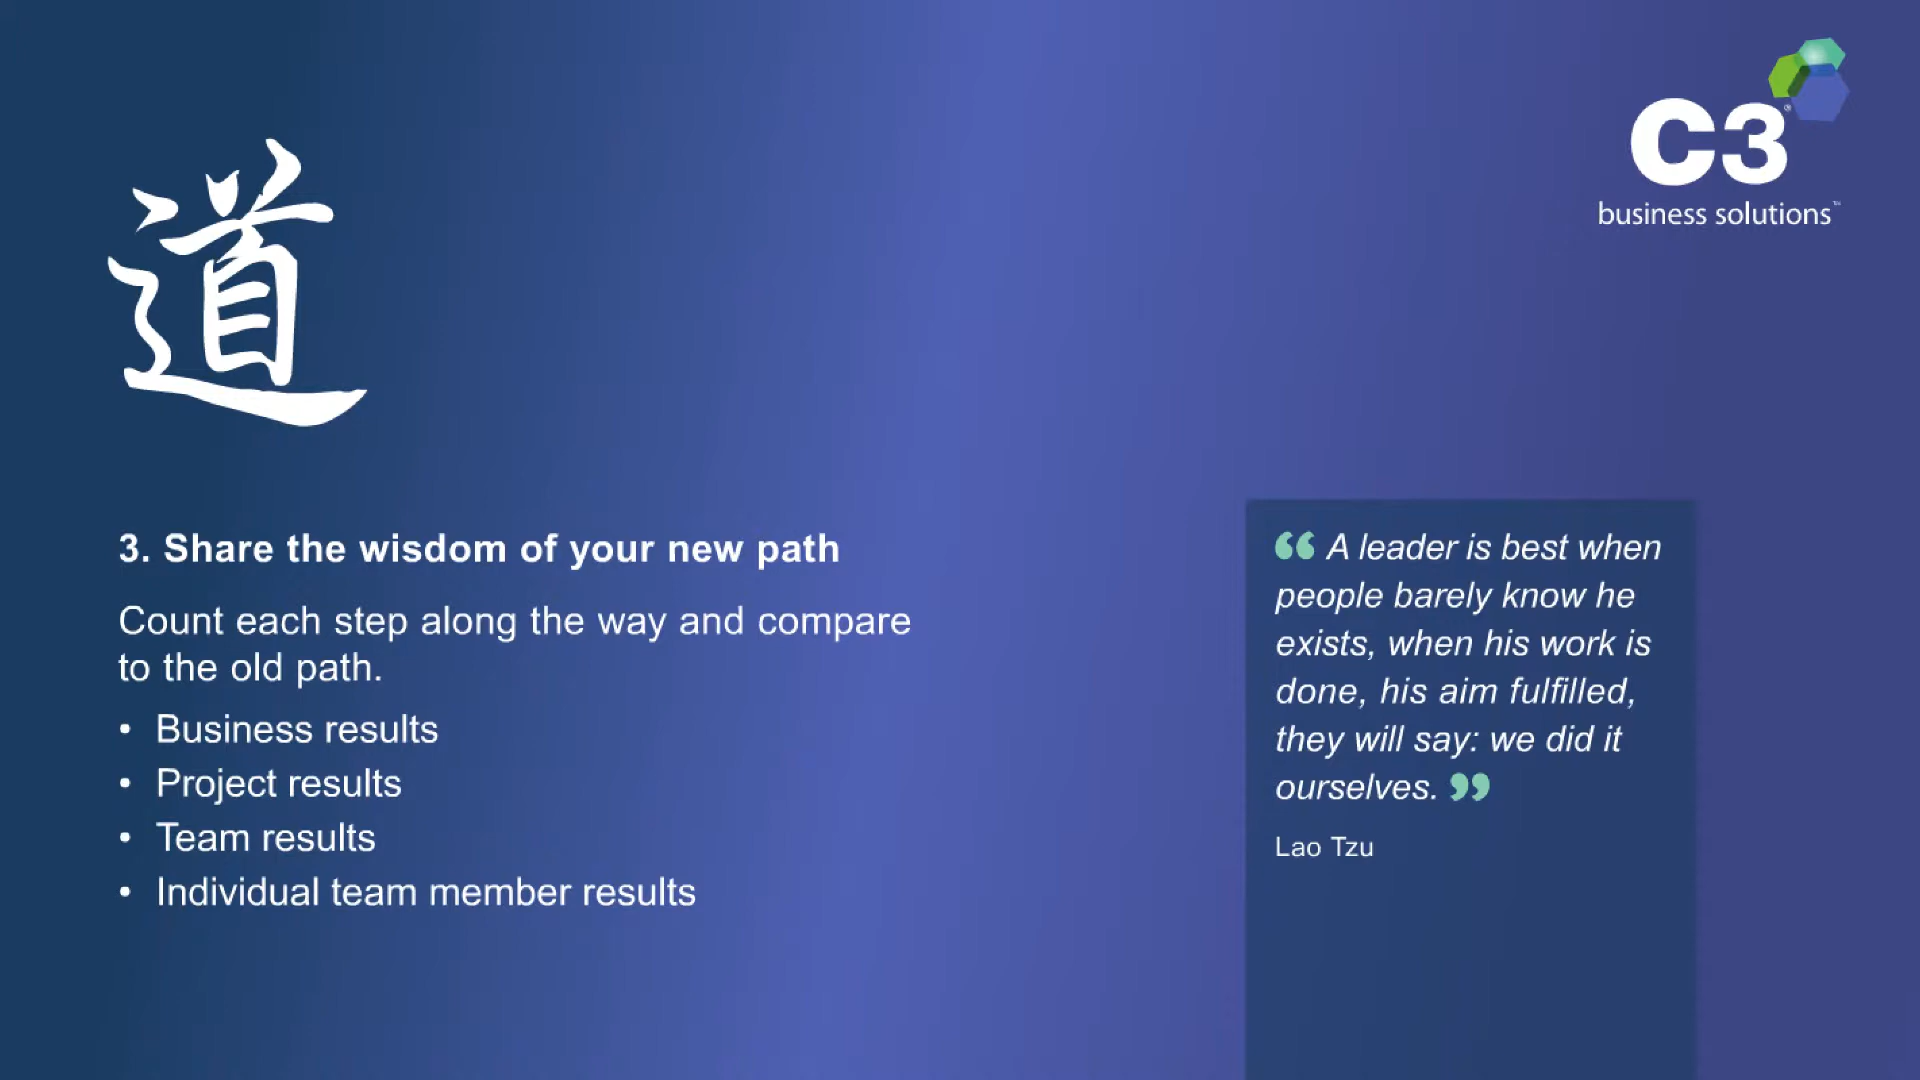 道
C3®
business solutions™
3. Share the wisdom of your new path
Count each step along the way and compare
to the old path.
• Business results
• Project results
• Team results
• Individual team member results
“ A leader is best when
people barely know he
exists, when his work is
done, his aim fulfilled,
they will say: we did it
ourselves. ”
Lao Tzu